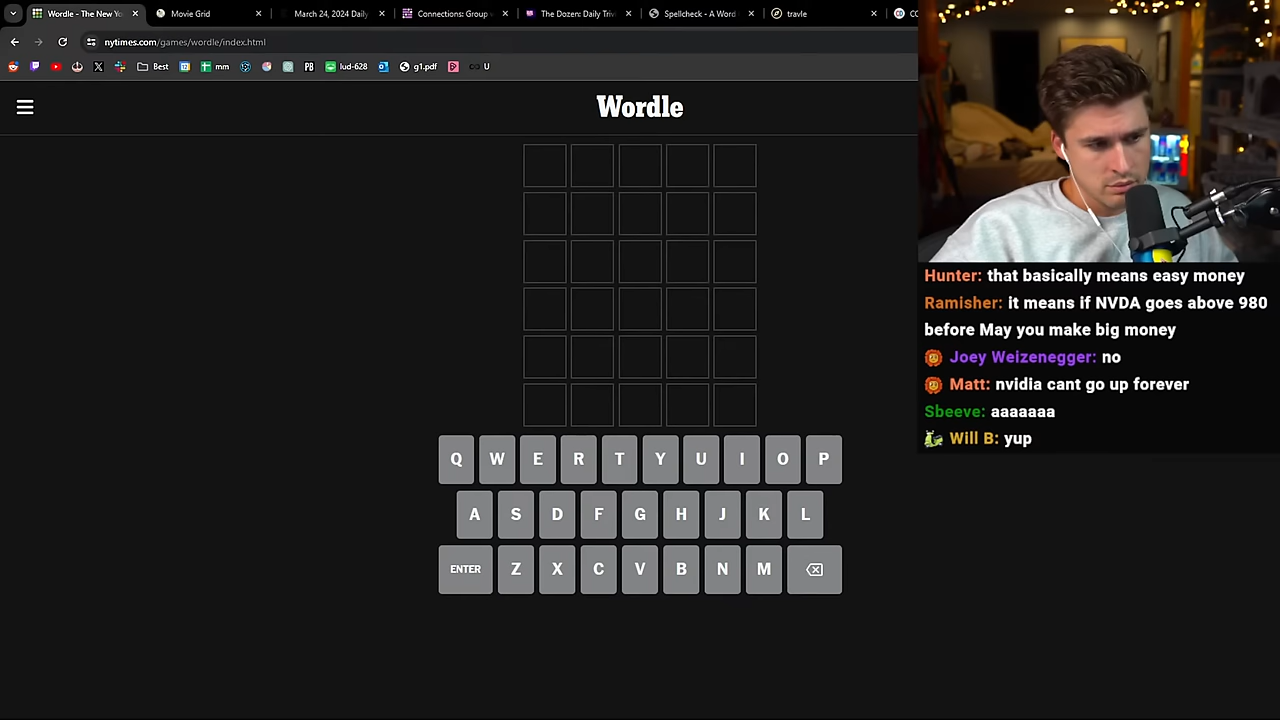 Wordle - The New Yo
Movie Grid
March 24, 2024 Daily
Connections: Group
The Dozen: Daily Triv
Spellcheck - A Word
travle
nytimes.com/games/wordle/index.html
Best
12
mm
PB
lud-628
g1.pdf
U
Wordle
Q W E R T Y U I O P
A S D F G H J K L
ENTER Z X C V B N M
Hunter: that basically means easy money
Ramisher: it means if NVDA goes above 980
before May you make big money
Joey Weizenegger: no
Matt: nvidia cant go up forever
Sbeeve: aaaaaaa
Will B: yup